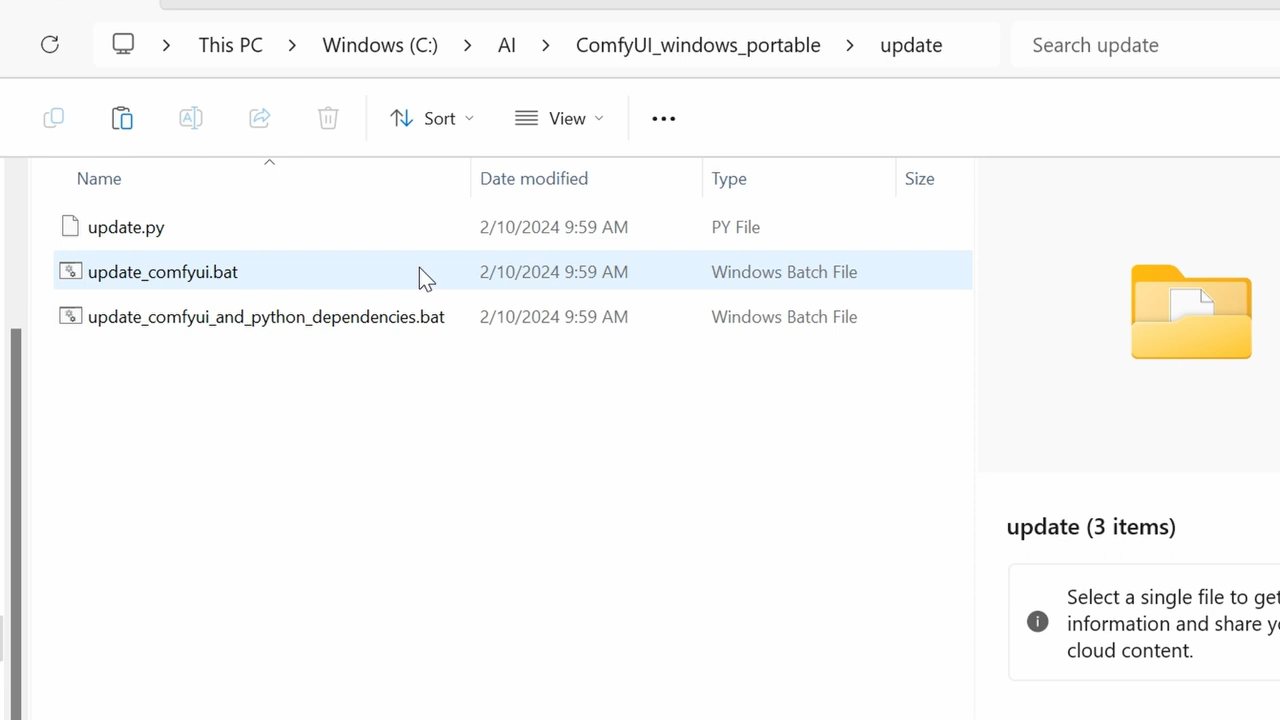 This PC > Windows (C:) > AI > ComfyUI_windows_portable > update
Search update
Sort
View
Name Date modified Type Size
update.py 2/10/2024 9:59 AM PY File
update_comfyui.bat 2/10/2024 9:59 AM Windows Batch File
update_comfyui_and_python_dependencies.bat 2/10/2024 9:59 AM Windows Batch File
update (3 items)
Select a single file to get
information and share yo
cloud content.